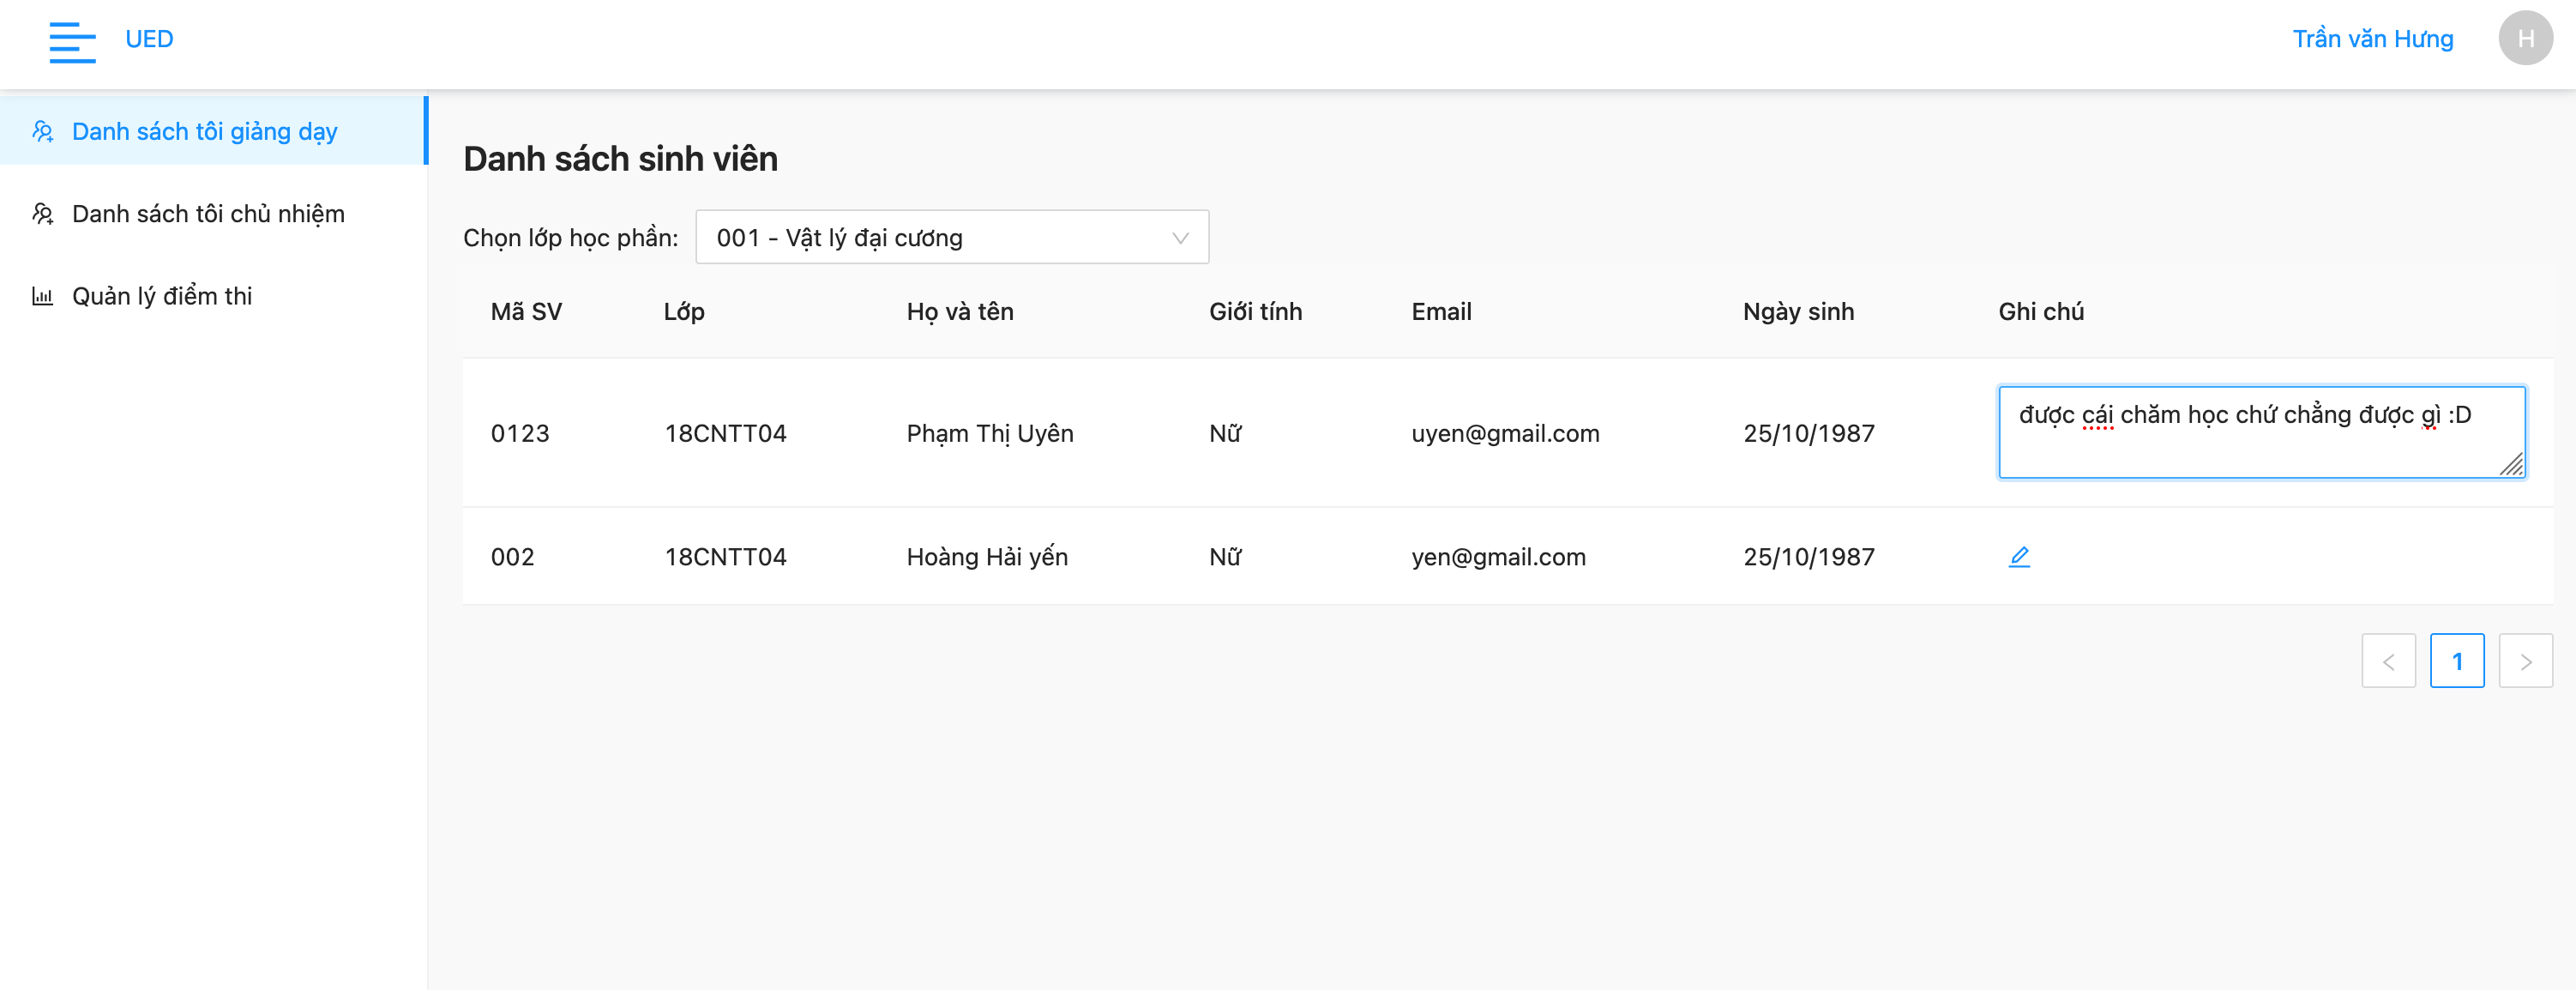 UED
Trần văn Hưng
H
Danh sách tôi giảng dạy
Danh sách tôi chủ nhiệm
Quản lý điểm thi
Danh sách sinh viên
Chọn lớp học phần: 001 - Vật lý đại cương
Mã SV Lớp Họ và tên Giới tính Email Ngày sinh Ghi chú
0123 18CNTT04 Phạm Thị Uyên Nữ uyen@gmail.com 25/10/1987 được cái chăm học chứ chẳng được gì :D
002 18CNTT04 Hoàng Hải yến Nữ yen@gmail.com 25/10/1987
1